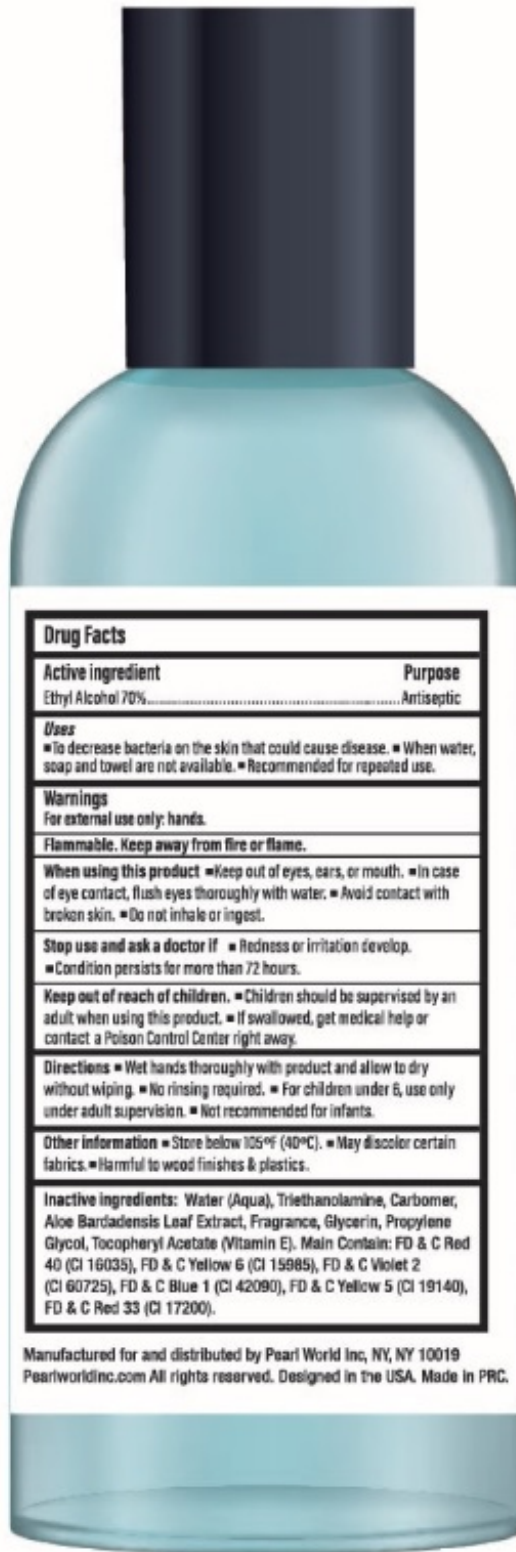 Drug Facts
Active ingredient Purpose
Ethyl Alcohol 70%............................................................Antiseptic
Uses
■To decrease bacteria on the skin that could cause disease. ■ When water,
soap and towel are not available. ■ Recommended for repeated use.
Warnings
For external use only: hands.
Flammable. Keep away from fire or flame.
When using this product ■Keep out of eyes, ears, or mouth. ■In case
of eye contact, flush eyes thoroughly with water. ■ Avoid contact with
broken skin. ■ Do not inhale or ingest.
Stop use and ask a doctor if ■ Redness or irritation develop.
■Condition persists for more than 72 hours.
Keep out of reach of children. ■Children should be supervised by an
adult when using this product. ■ If swallowed, get medical help or
contact a Poison Control Center right away.
Directions ■ Wet hands thoroughly with product and allow to dry
without wiping. ■ No rinsing required. ■ For children under 6, use only
under adult supervision. ■ Not recommended for infants.
Other information ■ Store below 105ºF (40ºC). ■ May discolor certain
fabrics. ■ Harmful to wood finishes & plastics.
Inactive ingredients: Water (Aqua), Triethanolamine, Carbomer,
Aloe Bardadensis Leaf Extract, Fragrance, Glycerin, Propylene
Glycol, Tocopheryl Acetate (Vitamin E). Main Contain: FD & C Red
40 (CI 16035), FD & C Yellow 6 (CI 15985), FD & C Violet 2
(CI 60725), FD & C Blue 1 (CI 42090), FD & C Yellow 5 (CI 19140),
FD & C Red 33 (CI 17200).
Manufactured for and distributed by Pearl World Inc, NY, NY 10019
Pearlworldinc.com All rights reserved. Designed in the USA. Made in PRC.